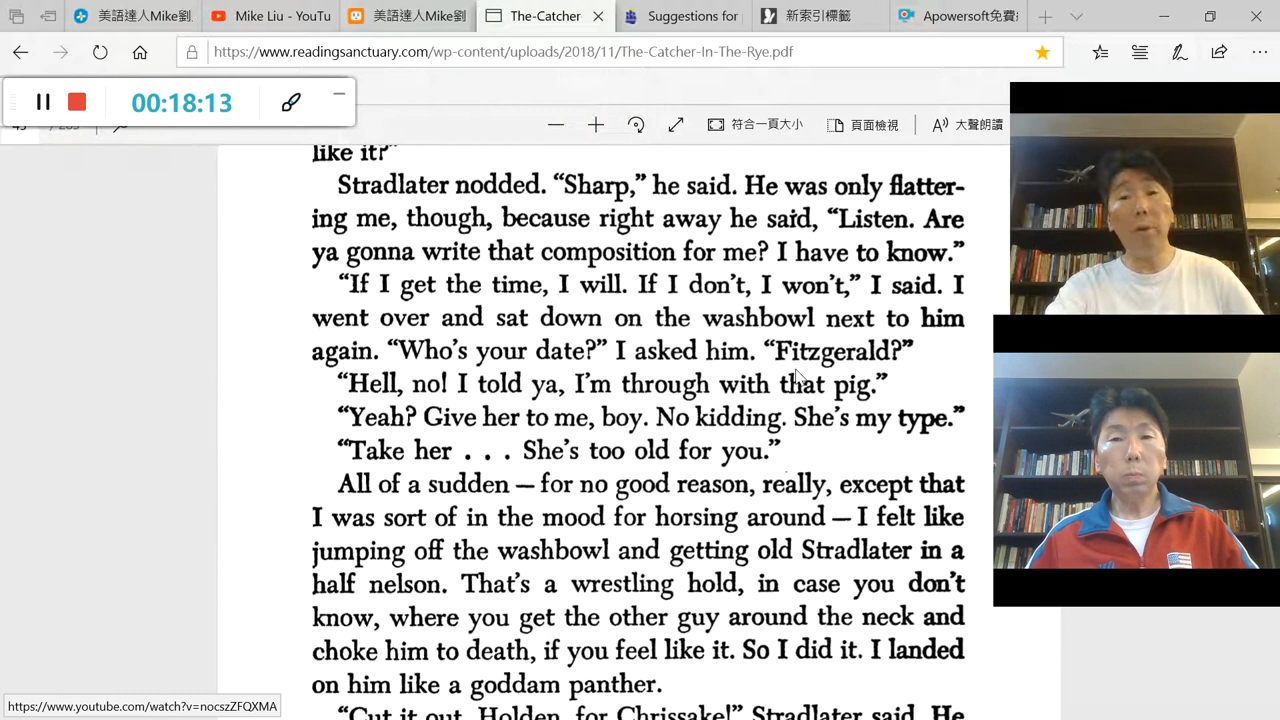 美語達人Mike劉
Mike Liu - YouTu
美語達人Mike劉
The-Catcher
Suggestions for
新索引標籤
Apowersoft免費
https://www.readingsanctuary.com/wp-content/uploads/2018/11/The-Catcher-In-The-Rye.pdf
00:18:13
符合一頁大小
頁面檢視
大聲朗讀
like it?”
Stradlater nodded. “Sharp,” he said. He was only flatter-
ing me, though, because right away he said, “Listen. Are
ya gonna write that composition for me? I have to know.”
“If I get the time, I will. If I don’t, I won’t,” I said. I
went over and sat down on the washbowl next to him
again. “Who’s your date?” I asked him. “Fitzgerald?”
“Hell, no! I told ya, I’m through with that pig.”
“Yeah? Give her to me, boy. No kidding. She’s my type.”
“Take her . . . She’s too old for you.”
All of a sudden — for no good reason, really, except that
I was sort of in the mood for horsing around — I felt like
jumping off the washbowl and getting old Stradlater in a
half nelson. That’s a wrestling hold, in case you don’t
know, where you get the other guy around the neck and
choke him to death, if you feel like it. So I did it. I landed
on him like a goddam panther.
“Cut it out, Holden, for Chrissake!” Stradlater said. He
https://www.youtube.com/watch?v=nocszZFQXMA